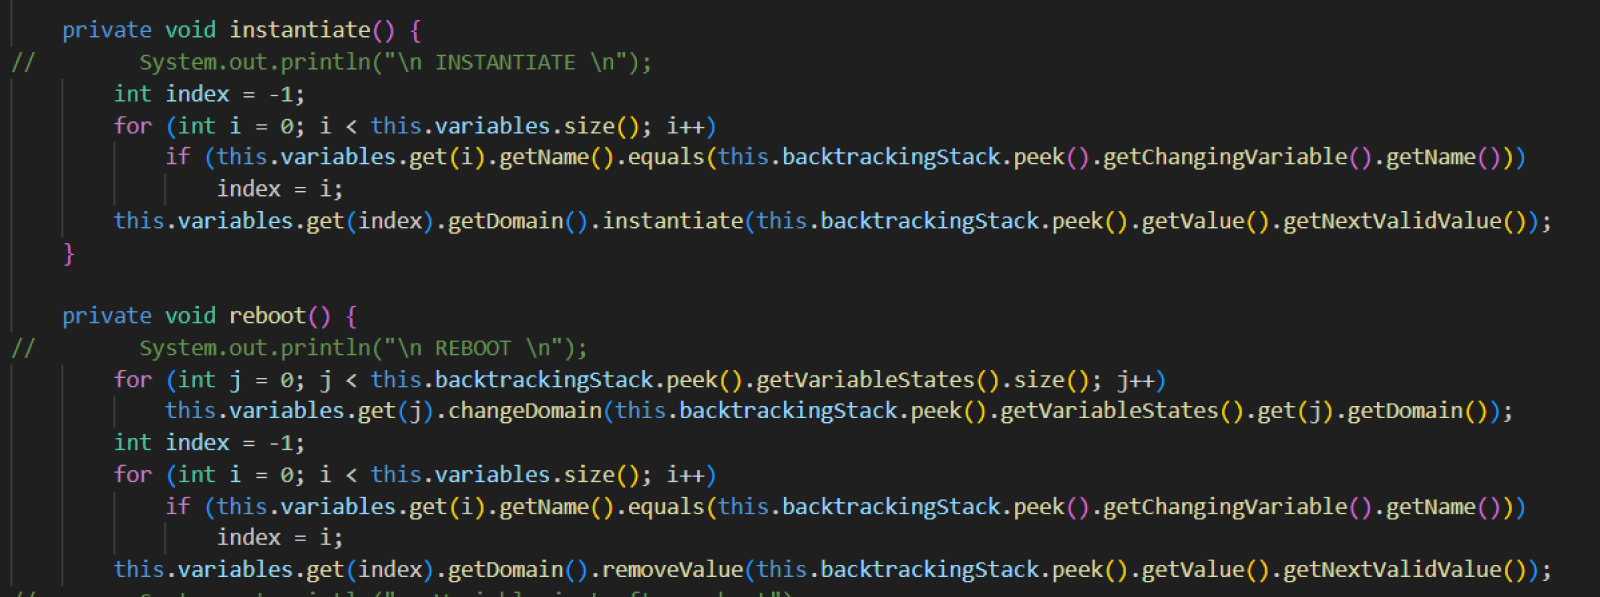 private void instantiate() {
//        System.out.println("\n INSTANTIATE \n");
int index = -1;
for (int i = 0; i < this.variables.size(); i++)
if (this.variables.get(i).getName().equals(this.backtrackingStack.peek().getChangingVariable().getName()))
index = i;
this.variables.get(index).getDomain().instantiate(this.backtrackingStack.peek().getValue().getNextValidValue());
}
private void reboot() {
//        System.out.println("\n REBOOT \n");
for (int j = 0; j < this.backtrackingStack.peek().getVariableStates().size(); j++)
this.variables.get(j).changeDomain(this.backtrackingStack.peek().getVariableStates().get(j).getDomain());
int index = -1;
for (int i = 0; i < this.variables.size(); i++)
if (this.variables.get(i).getName().equals(this.backtrackingStack.peek().getChangingVariable().getName()))
index = i;
this.variables.get(index).getDomain().removeValue(this.backtrackingStack.peek().getValue().getNextValidValue());